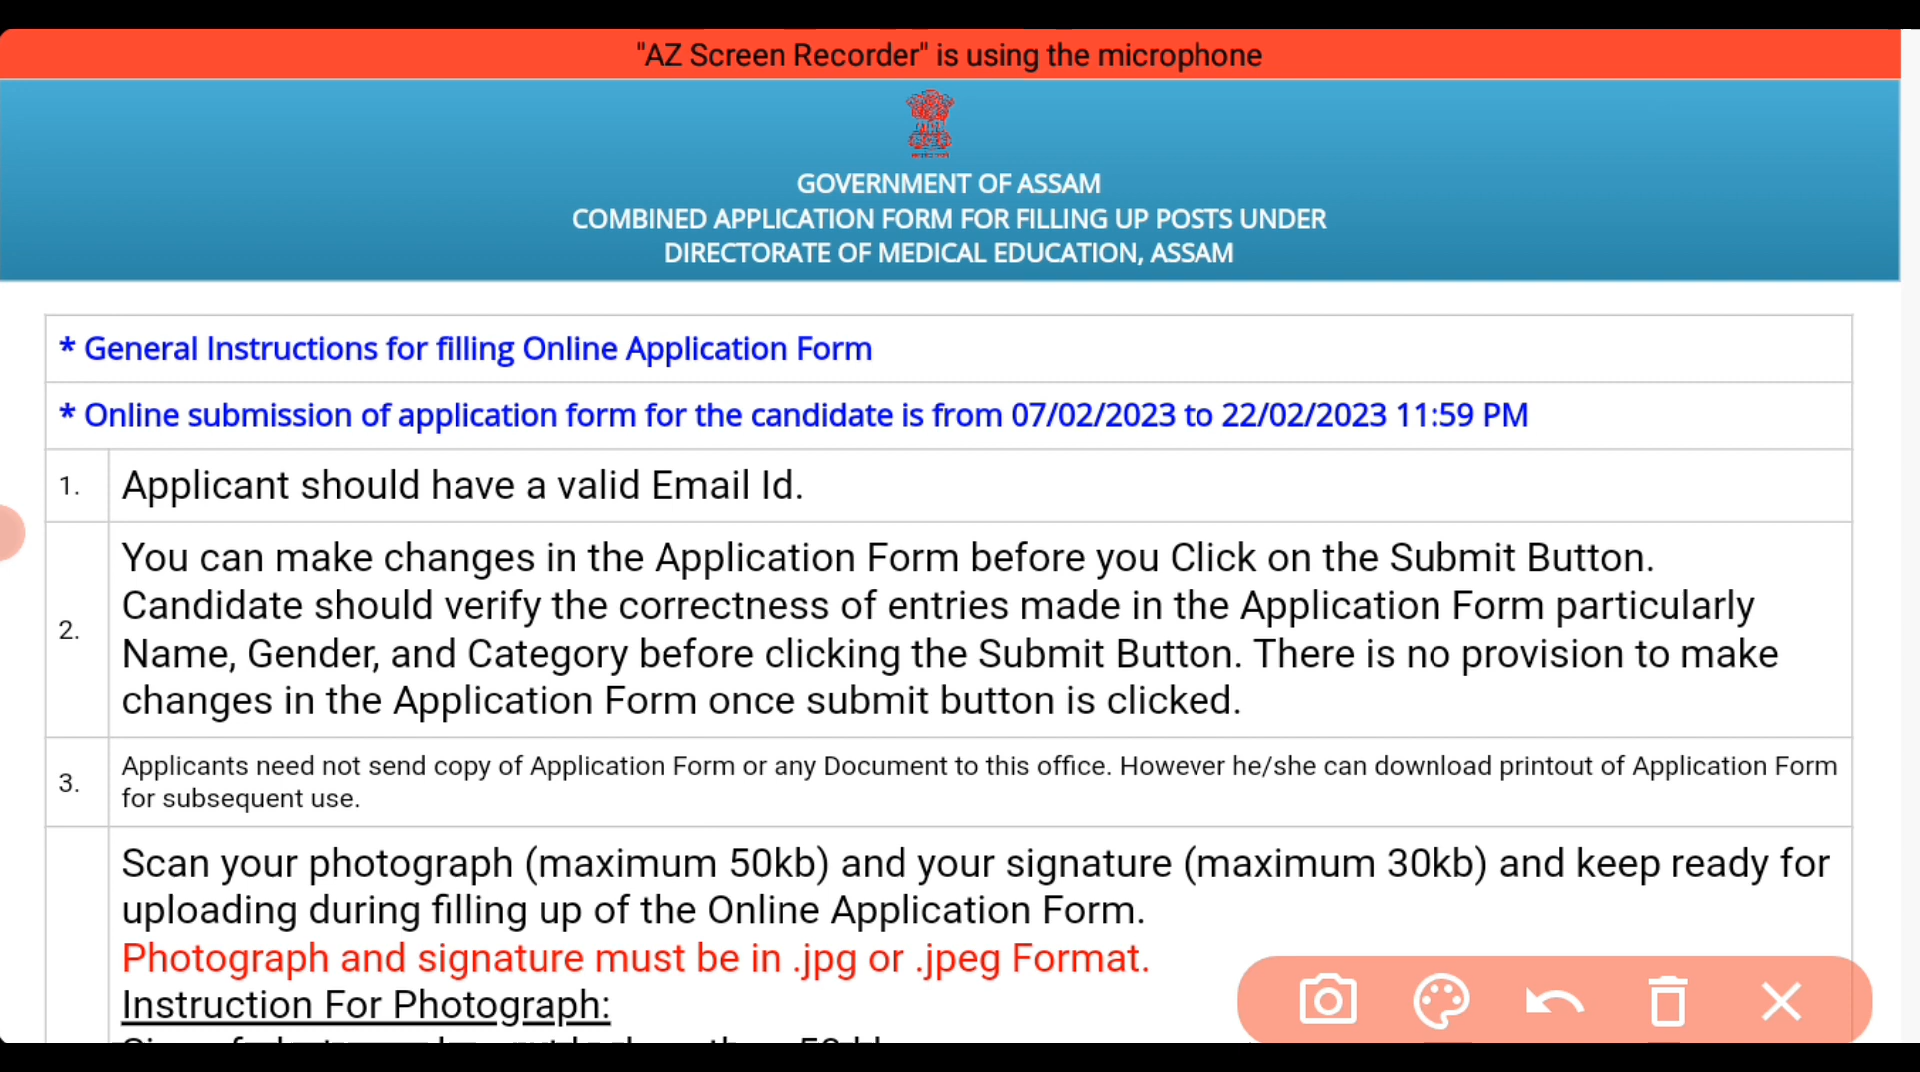 "AZ Screen Recorder" is using the microphone
GOVERNMENT OF ASSAM
COMBINED APPLICATION FORM FOR FILLING UP POSTS UNDER
DIRECTORATE OF MEDICAL EDUCATION, ASSAM
* General Instructions for filling Online Application Form
* Online submission of application form for the candidate is from 07/02/2023 to 22/02/2023 11:59 PM
1. Applicant should have a valid Email Id.
2. You can make changes in the Application Form before you Click on the Submit Button.
Candidate should verify the correctness of entries made in the Application Form particularly
Name, Gender, and Category before clicking the Submit Button. There is no provision to make
changes in the Application Form once submit button is clicked.
3. Applicants need not send copy of Application Form or any Document to this office. However he/she can download printout of Application Form
for subsequent use.
Scan your photograph (maximum 50kb) and your signature (maximum 30kb) and keep ready for
uploading during filling up of the Online Application Form.
Photograph and signature must be in .jpg or .jpeg Format.
Instruction For Photograph: